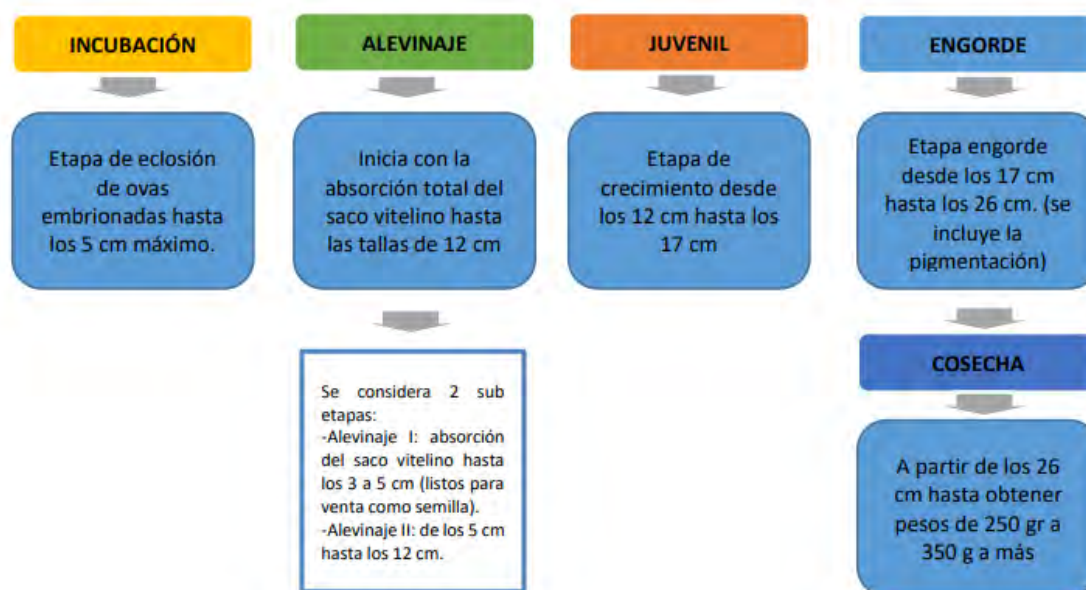 INCUBACIÓN
Etapa de eclosión
de ovas
embrionadas hasta
los 5 cm máximo.
ALEVINAJE
Inicia con la
absorción total del
saco vitelino hasta
las tallas de 12 cm
Se considera 2 sub
etapas:
-Alevinaje I: absorción
del saco vitelino hasta
los 3 a 5 cm (listos para
venta como semilla).
-Alevinaje II: de los 5 cm
hasta los 12 cm.
JUVENIL
Etapa de
crecimiento desde
los 12 cm hasta los
17 cm
ENGORDE
Etapa engorde
desde los 17 cm
hasta los 26 cm. (se
incluye la
pigmentación)
COSECHA
A partir de los 26
cm hasta obtener
pesos de 250 gr a
350 g a más